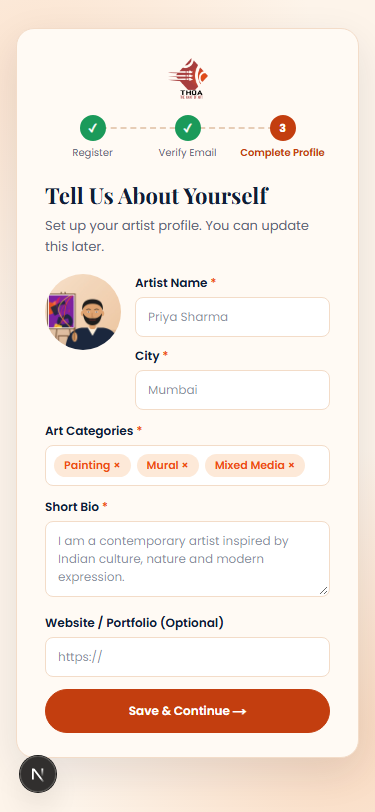 THUA
✓
✓
3
Register
Verify Email
Complete Profile
Tell Us About Yourself
Set up your artist profile. You can update
this later.
Artist Name *
Priya Sharma
City *
Mumbai
Art Categories *
Painting ×
Mural ×
Mixed Media ×
Short Bio *
I am a contemporary artist inspired by
Indian culture, nature and modern
expression.
Website / Portfolio (Optional)
https://
Save & Continue →
N